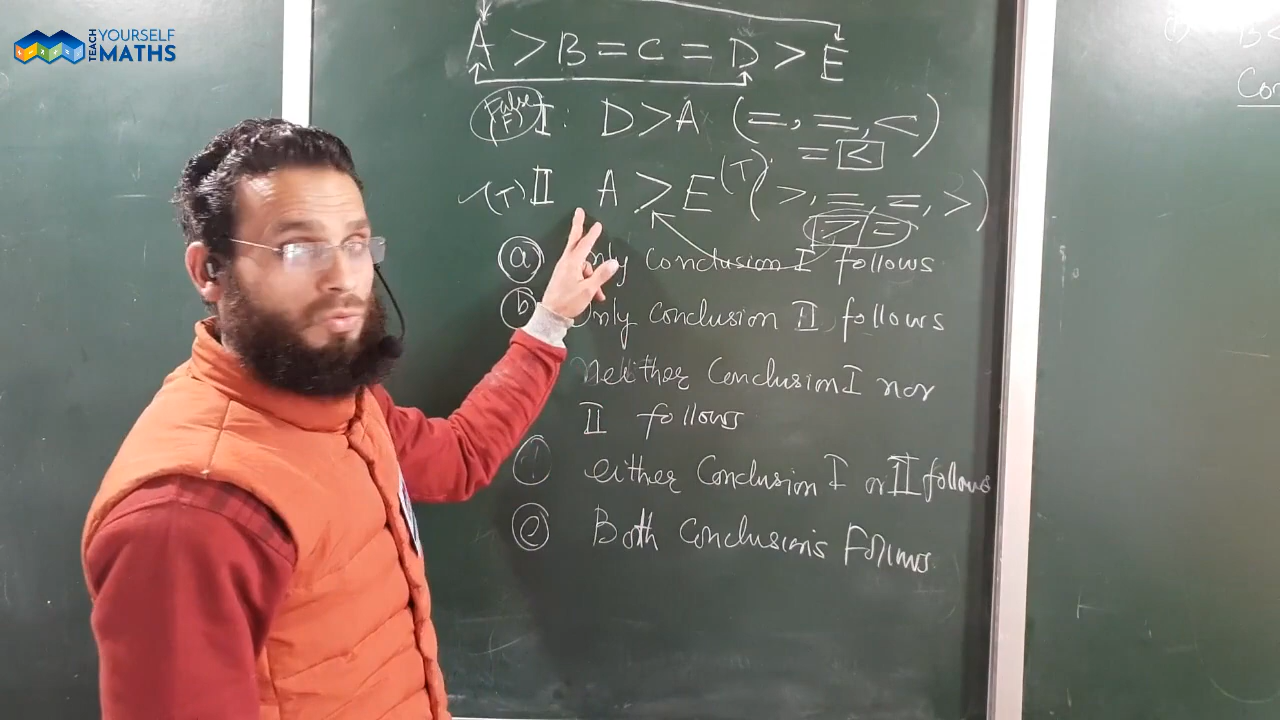 TEACH YOURSELF MATHS
A > B = C = D > E
False (F) I: D > A (=, =, <)
= <
(T) II A > E (T) (>, =, =, >)
> =
(a) Only conclusion I follows
(b) Only conclusion II follows
Neither Conclusion I nor
II follows
either Conclusion I or II follows
(e) Both Conclusions Follows
B <